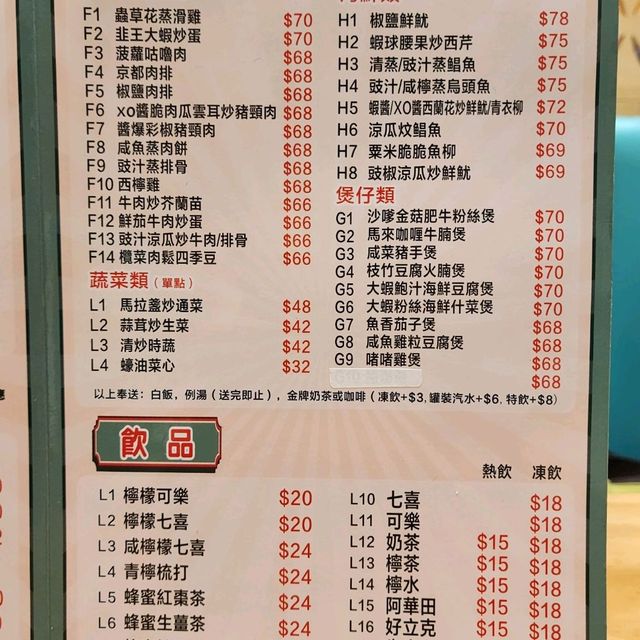 F1 蟲草花蒸滑雞 $70
F2 韭王大蝦炒蛋 $70
F3 菠蘿咕嚕肉 $68
F4 京都肉排 $68
F5 椒鹽肉排 $68
F6 XO醬脆肉瓜雲耳炒豬頸肉 $68
F7 醬爆彩椒豬頸肉 $68
F8 咸魚蒸肉餅 $68
F9 豉汁蒸排骨 $68
F10 西檸雞 $68
F11 牛肉炒芥蘭苗 $66
F12 鮮茄牛肉炒蛋 $66
F13 豉汁涼瓜炒牛肉/排骨 $66
F14 欖菜肉鬆四季豆 $66
蔬菜類（單點）
L1 馬拉盞炒通菜 $48
L2 蒜茸炒生菜 $42
L3 清炒時蔬 $42
L4 蠔油菜心 $32
H1 椒鹽鮮魷 $78
H2 蝦球腰果炒西芹 $75
H3 清蒸/豉汁蒸鯧魚 $75
H4 豉汁/咸檸蒸烏頭魚 $75
H5 蝦醬/XO醬西蘭花炒鮮魷/青衣柳 $72
H6 涼瓜炆鯧魚 $70
H7 粟米脆脆魚柳 $69
H8 豉椒涼瓜炒鮮魷 $69
煲仔類
G1 沙嗲金菇肥牛粉絲煲 $70
G2 馬來咖喱牛腩煲 $70
G3 咸菜豬手煲 $70
G4 枝竹豆腐火腩煲 $70
G5 大蝦鮑汁海鮮豆腐煲 $70
G6 大蝦粉絲海鮮什菜煲 $70
G7 魚香茄子煲 $68
G8 咸魚雞粒豆腐煲 $68
G9 啫啫雞煲 $68
$68
以上奉送：白飯，例湯（送完即止），金牌奶茶或咖啡（凍飲+$3,罐裝汽水+$6,特飲+$8）
飲品
L1 檸檬可樂 $20
L2 檸檬七喜 $20
L3 咸檸檬七喜 $24
L4 青檸梳打 $24
L5 蜂蜜紅棗茶 $24
L6 蜂蜜生薑茶 $24
熱飲 凍飲
L10 七喜 $18
L11 可樂 $18
L12 奶茶 $15 $18
L13 檸茶 $15 $18
L14 檸水 $15 $18
L15 阿華田 $15 $18
L16 好立克 $15 $18